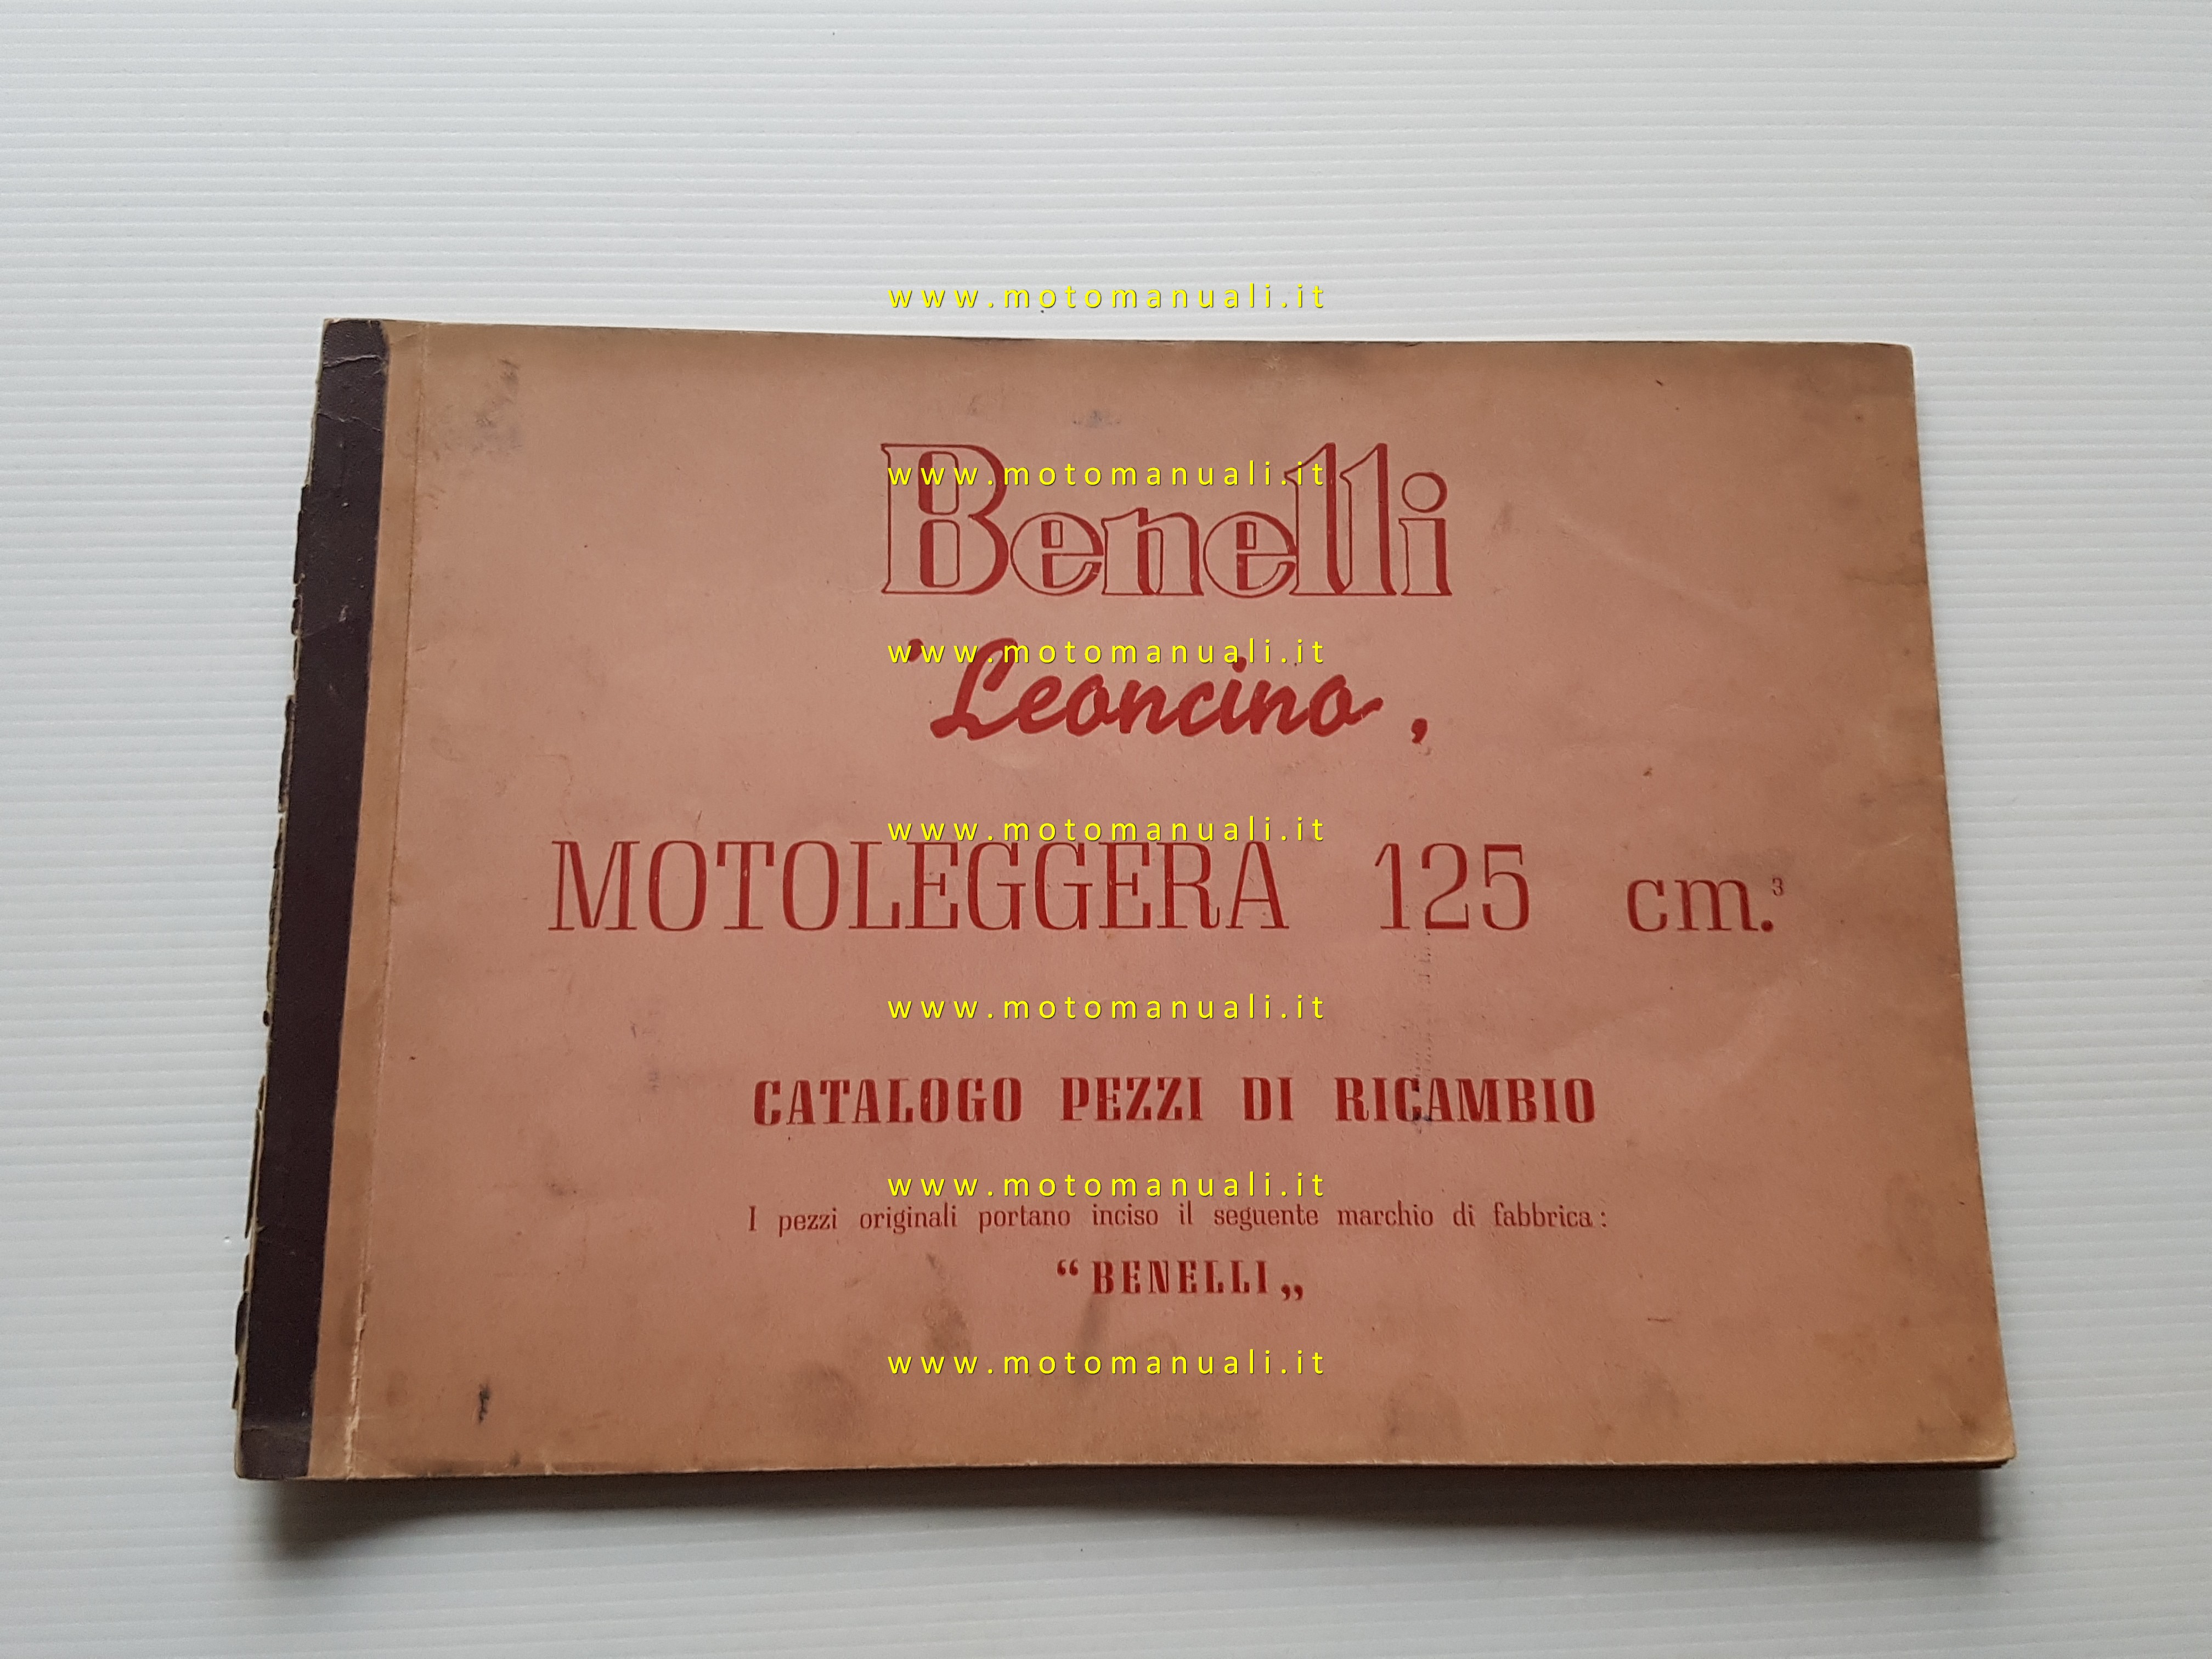 www.motomanuali.it
Benelli
www.motomanuali.it
www.motomanuali.it
'Leoncino,
www.motomanuali.it
MOTOLEGGERA 125 cm.³
www.motomanuali.it
CATALOGO PEZZI DI RICAMBIO
www.motomanuali.it
I pezzi originali portano inciso il seguente marchio di fabbrica:
“BENELLI„
www.motomanuali.it